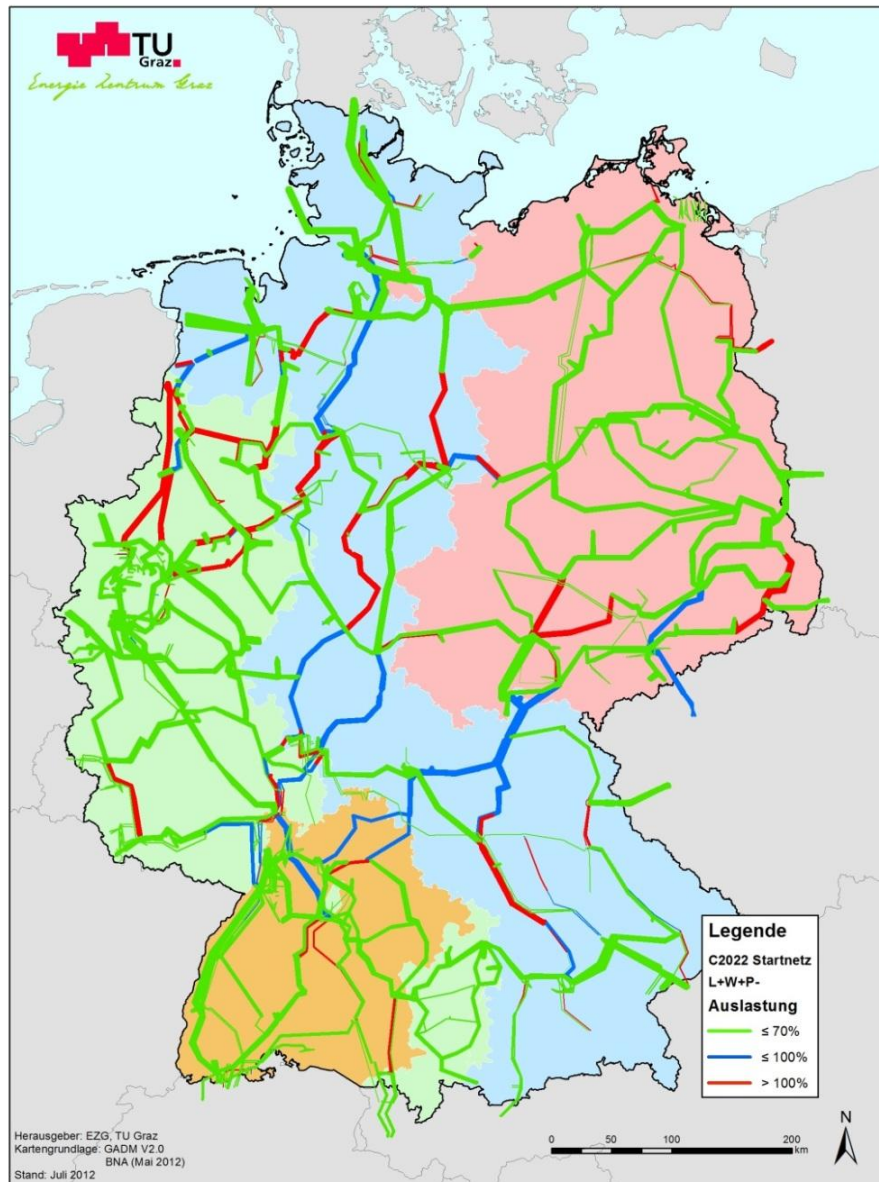 TU
Graz
Energie Zentrum Graz
Legende
C2022 Startnetz
L+W+P-
Auslastung
≤ 70%
≤ 100%
> 100%
N
0 50 100 200
km
Herausgeber: EZG, TU Graz
Kartengrundlage: GADM V2.0
BNA (Mai 2012)
Stand: Juli 2012